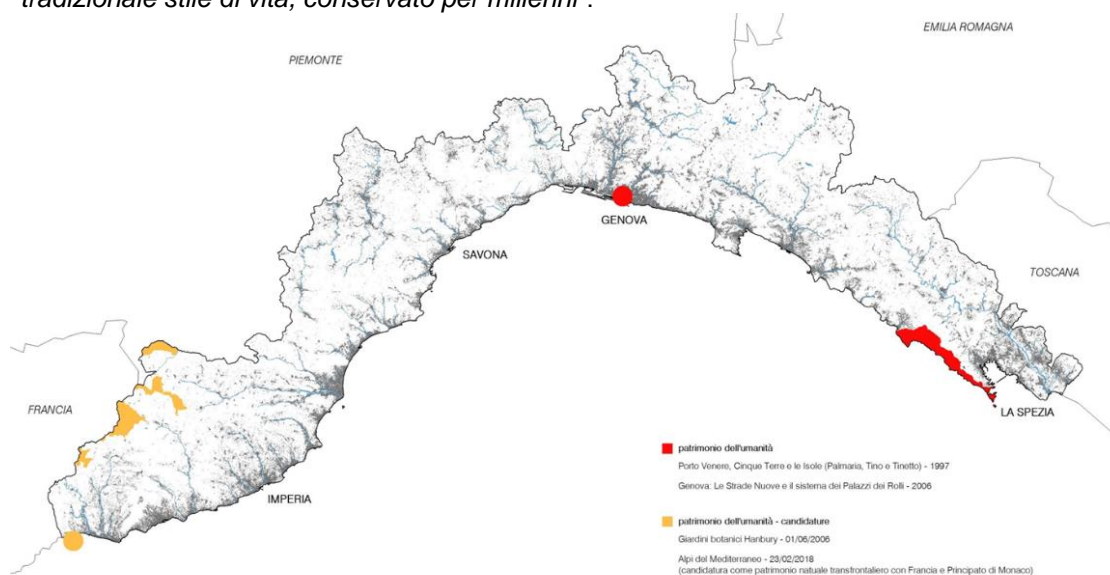 tradizionale stile di vita, conservato per millenni".
EMILIA ROMAGNA
PIEMONTE
GENOVA
SAVONA
TOSCANA
FRANCIA
LA SPEZIA
IMPERIA
patrimonio dell'umanità
Porto Venere, Cinque Terre e le Isole (Palmaria, Tino e Tinetto) - 1997
Genova: Le Strade Nuove e il sistema dei Palazzi dei Rolli - 2006
patrimonio dell'umanità - candidature
Giardini botanici Hanbury - 01/06/2006
Alpi del Mediterraneo - 23/02/2018
(candidatura come patrimonio natuale transfrontaliero con Francia e Principato di Monaco)